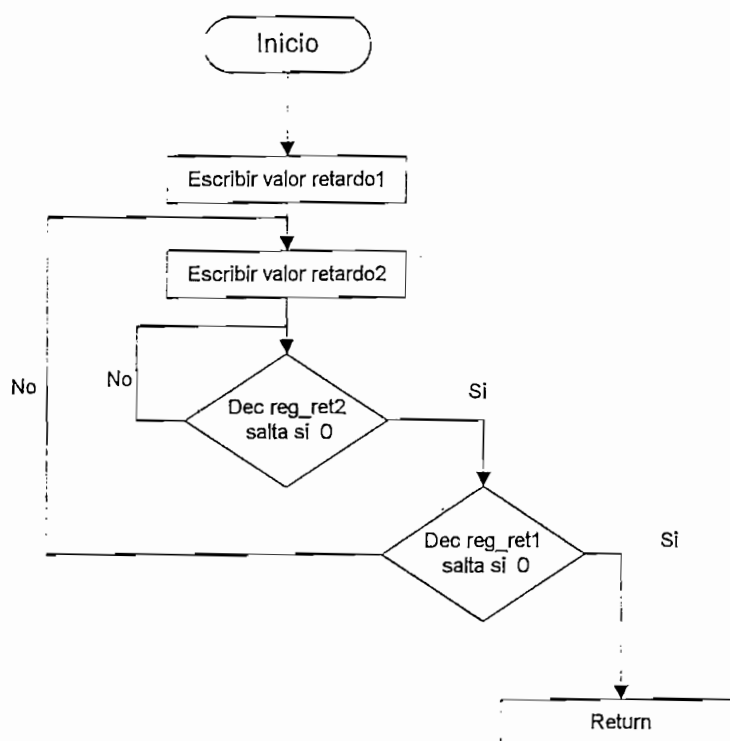 Inicio
Escribir valor retardo1
Escribir valor retardo2
No
No
Dec reg_ret2
salta si 0
Si
Dec reg_ret1
salta si 0
Si
Return